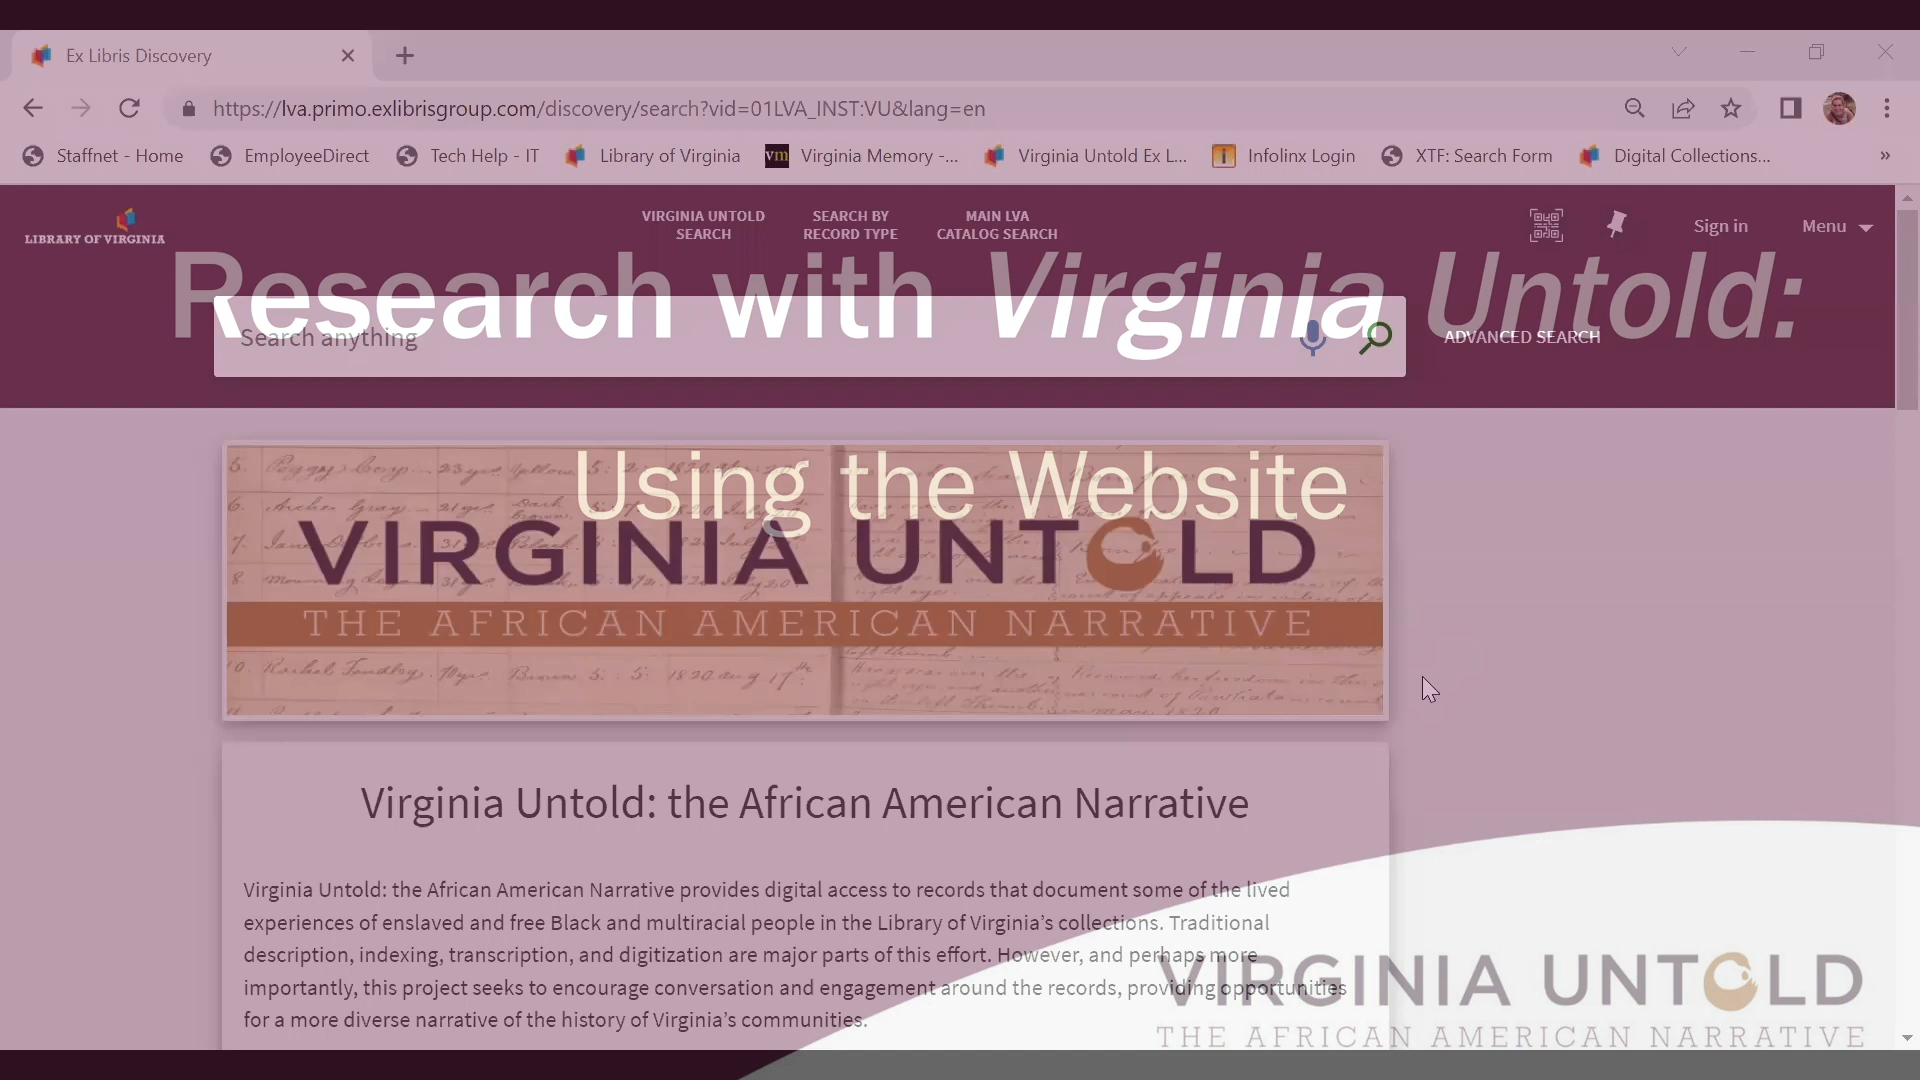 Ex Libris Discovery
https://lva.primo.exlibrisgroup.com/discovery/search?vid=01LVA_INST:VU&lang=en
Staffnet - Home
EmployeeDirect
Tech Help - IT
Library of Virginia
vm
Virginia Memory -...
Virginia Untold Ex L...
Infolinx Login
XTF: Search Form
Digital Collections...
»
LIBRARY OF VIRGINIA
VIRGINIA UNTOLD
SEARCH
SEARCH BY
RECORD TYPE
MAIN LVA
CATALOG SEARCH
Sign in
Menu
Research with Virginia Untold:
Search anything
ADVANCED SEARCH
Using the Website
VIRGINIA UNTOLD
THE AFRICAN AMERICAN NARRATIVE
Virginia Untold: the African American Narrative
Virginia Untold: the African American Narrative provides digital access to records that document some of the lived
experiences of enslaved and free Black and multiracial people in the Library of Virginia’s collections. Traditional
description, indexing, transcription, and digitization are major parts of this effort. However, and perhaps more
importantly, this project seeks to encourage conversation and engagement around the records, providing opportunities
for a more diverse narrative of the history of Virginia’s communities.
VIRGINIA UNTOLD
THE AFRICAN AMERICAN NARRATIVE